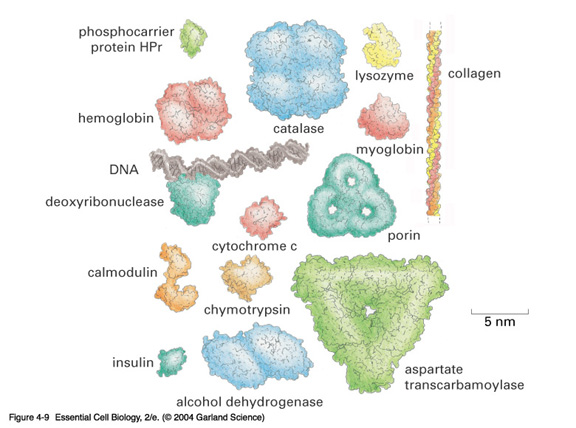 phosphocarrier
protein HPr
lysozyme
collagen
hemoglobin
catalase
myoglobin
DNA
deoxyribonuclease
porin
cytochrome c
calmodulin
chymotrypsin
5 nm
insulin
aspartate
transcarbamoylase
alcohol dehydrogenase
Figure 4-9 Essential Cell Biology, 2/e. (© 2004 Garland Science)